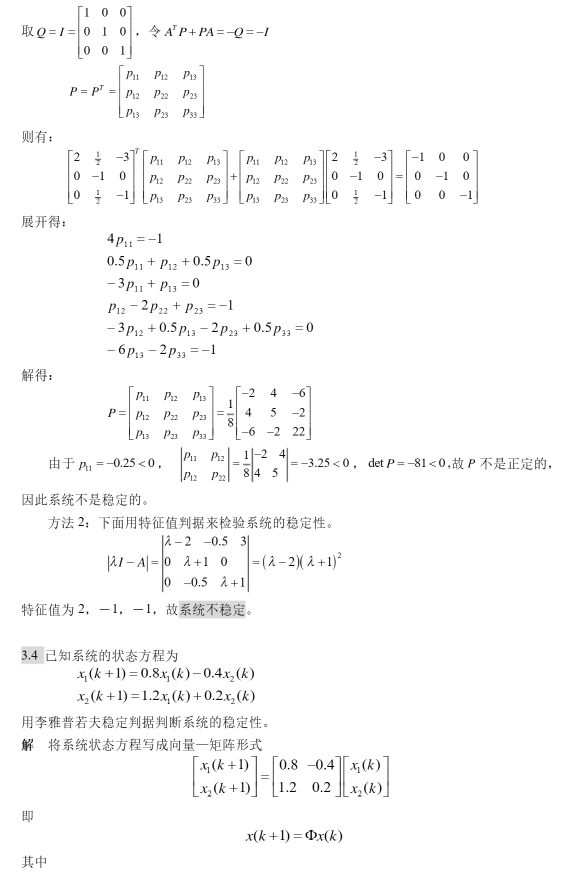 取 Q = I = [1 0 0; 0 1 0; 0 0 1], 令 A^T P + PA = −Q = −I
P = P^T = [p11 p12 p13; p12 p22 p23; p13 p23 p33]
则有:
[2 1/2 −3; 0 −1 0; 0 1/2 −1]^T [p11 p12 p13; p12 p22 p23; p13 p23 p33] + [p11 p12 p13; p12 p22 p23; p13 p23 p33] [2 1/2 −3; 0 −1 0; 0 1/2 −1] = [−1 0 0; 0 −1 0; 0 0 −1]
展开得:
4p11 = −1
0.5p11 + p12 + 0.5p13 = 0
−3p11 + p13 = 0
p12 − 2p22 + p23 = −1
−3p12 + 0.5p13 − 2p23 + 0.5p33 = 0
−6p13 − 2p33 = −1
解得:
P = [p11 p12 p13; p12 p22 p23; p13 p23 p33] = 1/8 [−2 4 −6; 4 5 −2; −6 −2 22]
由于 p11 = −0.25 < 0, |p11 p12; p12 p22| = 1/8 |−2 4; 4 5| = −3.25 < 0, det P = −81 < 0,故 P 不是正定的,
因此系统不是稳定的。
方法 2:下面用特征值判据来检验系统的稳定性。
|λI − A| = |λ−2 −0.5 3; 0 λ+1 0; 0 −0.5 λ+1| = (λ−2)(λ+1)^2
特征值为 2,−1,−1,故系统不稳定。
3.4 已知系统的状态方程为
x1(k+1) = 0.8x1(k) − 0.4x2(k)
x2(k+1) = 1.2x1(k) + 0.2x2(k)
用李雅普若夫稳定判据判断系统的稳定性。
解 将系统状态方程写成向量—矩阵形式
[x1(k+1); x2(k+1)] = [0.8 −0.4; 1.2 0.2] [x1(k); x2(k)]
即
x(k+1) = Φx(k)
其中